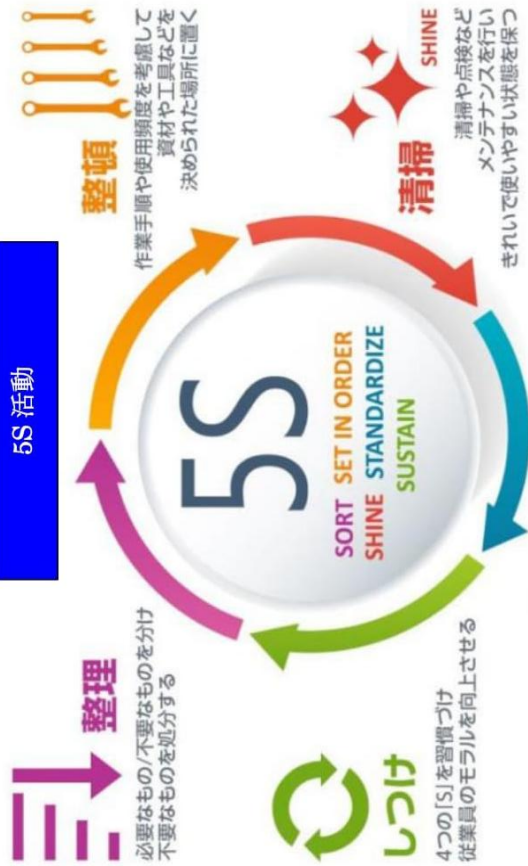 5S 活動
整理
必要なもの/不要なものを分け
不要なものを処分する
整頓
作業手順や使用頻度を考慮して
資材や工具などを
決められた場所に置く
5S
SORT SET IN ORDER
SHINE STANDARDIZE
SUSTAIN
しつけ
4つの「S」を習慣づけ
従業員のモラルを向上させる
清掃
SHINE
清掃や点検など
メンテナンスを行い
きれいで使いやすい状態を保つ